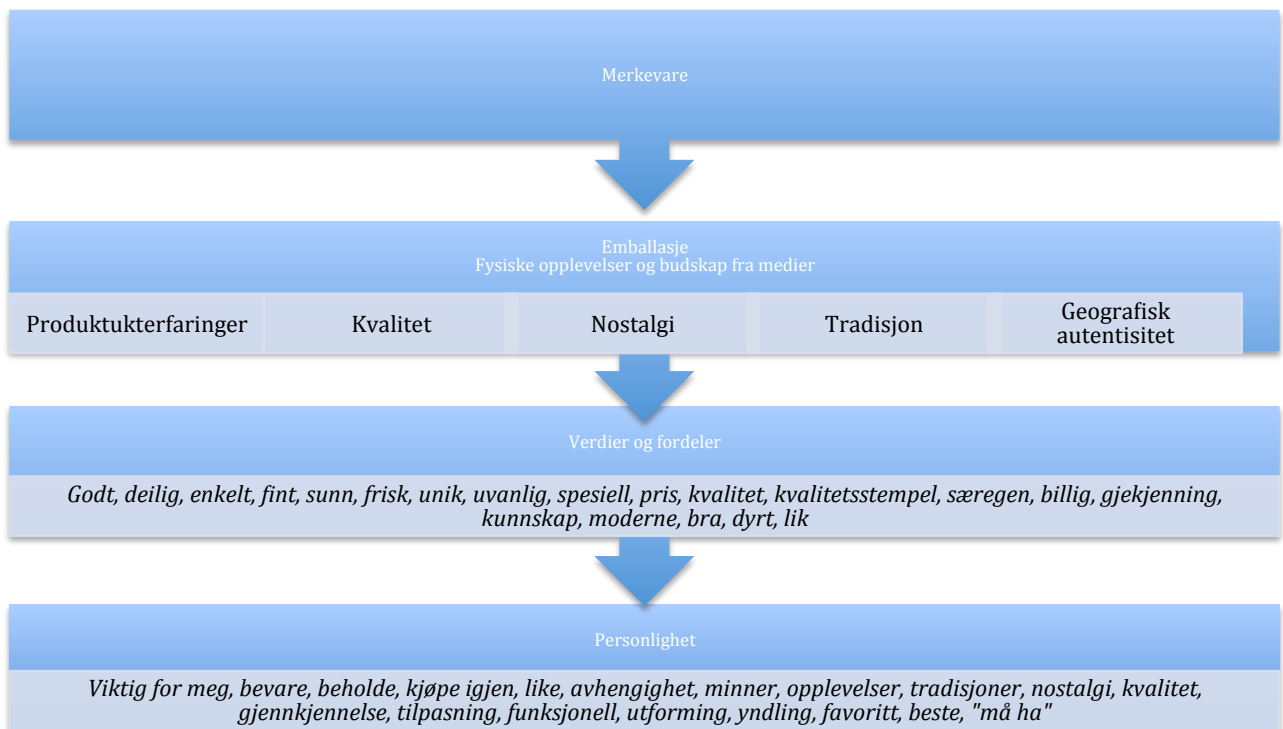 Merkevare
Emballasje
Fysiske opplevelser og budskap fra medier
Produktukterfaringer
Kvalitet
Nostalgi
Tradisjon
Geografisk
autentisitet
Verdier og fordeler
Godt, deilig, enkelt, fint, sunn, frisk, unik, uvanlig, spesiell, pris, kvalitet, kvalitetsstempel, særegen, billig, gjekjenning,
kunnskap, moderne, bra, dyrt, lik
Personlighet
Viktig for meg, bevare, beholde, kjøpe igjen, like, avhengighet, minner, opplevelser, tradisjoner, nostalgi, kvalitet,
gjennkjennelse, tilpasning, funksjonell, utforming, yndling, favoritt, beste, "må ha"